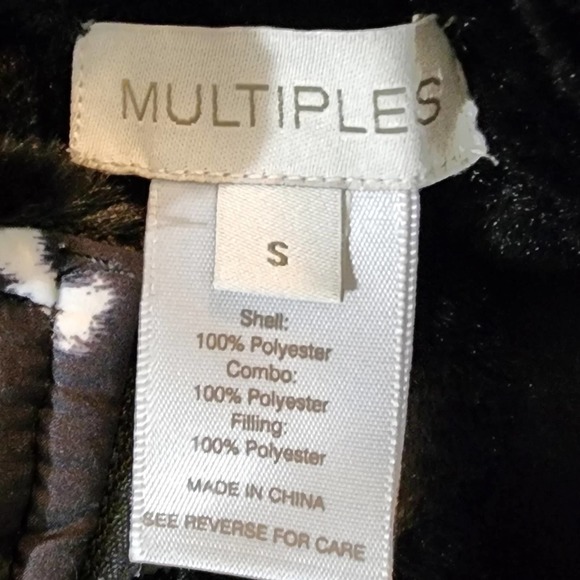 MULTIPLES
S
Shell:
100% Polyester
Combo:
100% Polyester
Filling:
100% Polyester
MADE IN CHINA
SEE REVERSE FOR CARE